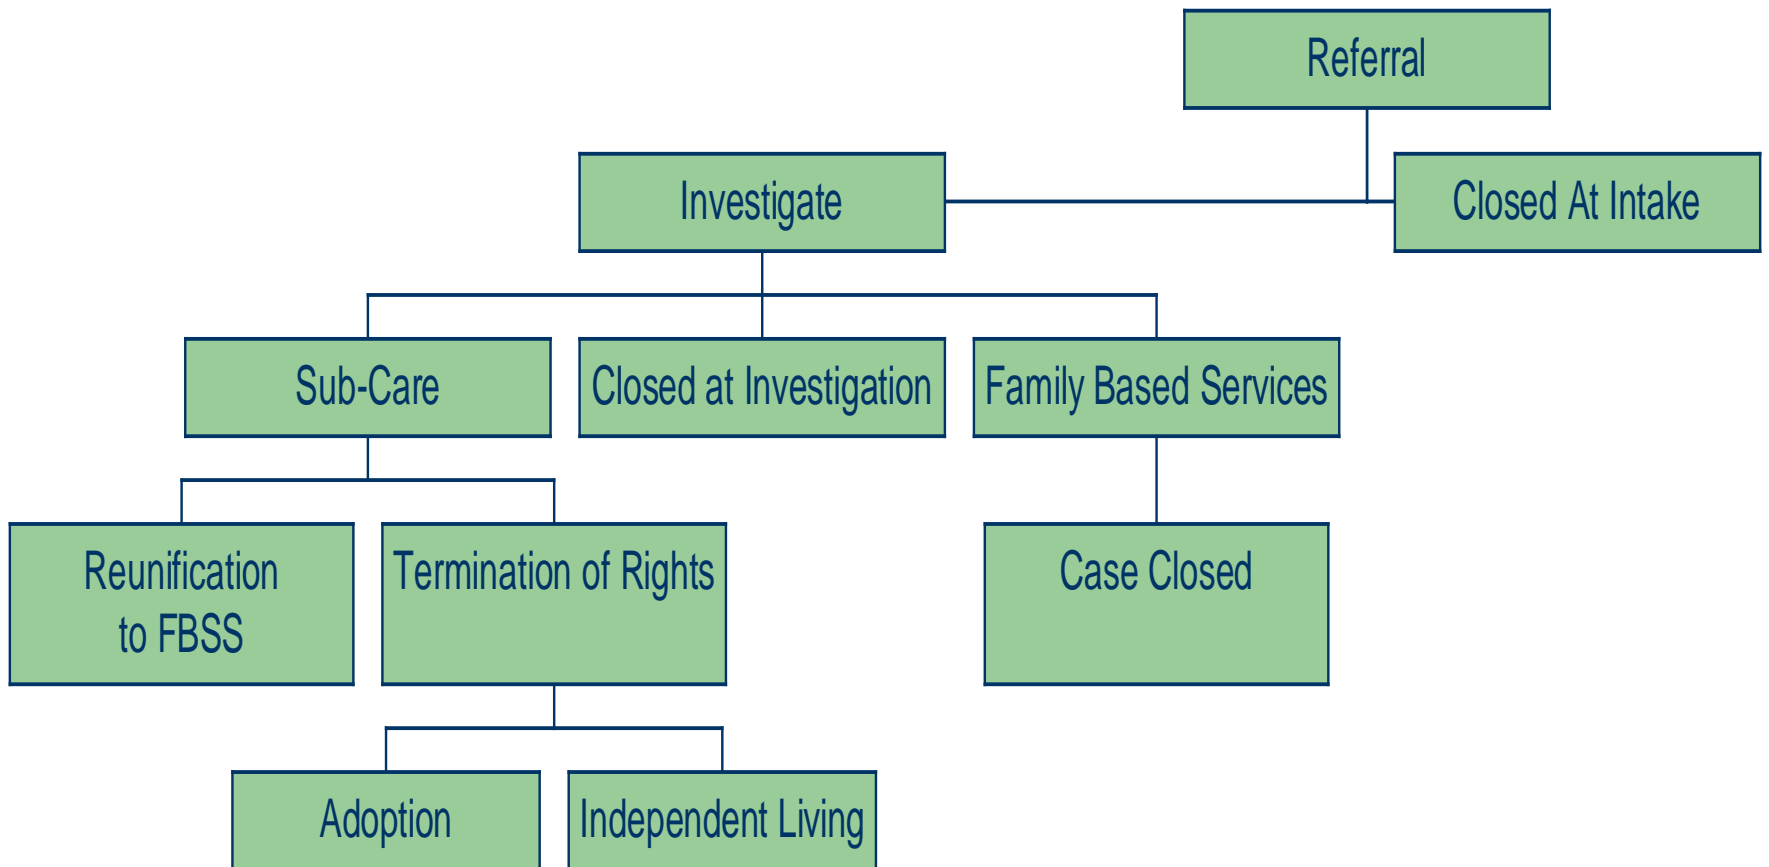 Referral
Investigate
Closed At Intake
Sub-Care
Closed at Investigation
Family Based Services
Reunification
to FBSS
Termination of Rights
Case Closed
Adoption
Independent Living